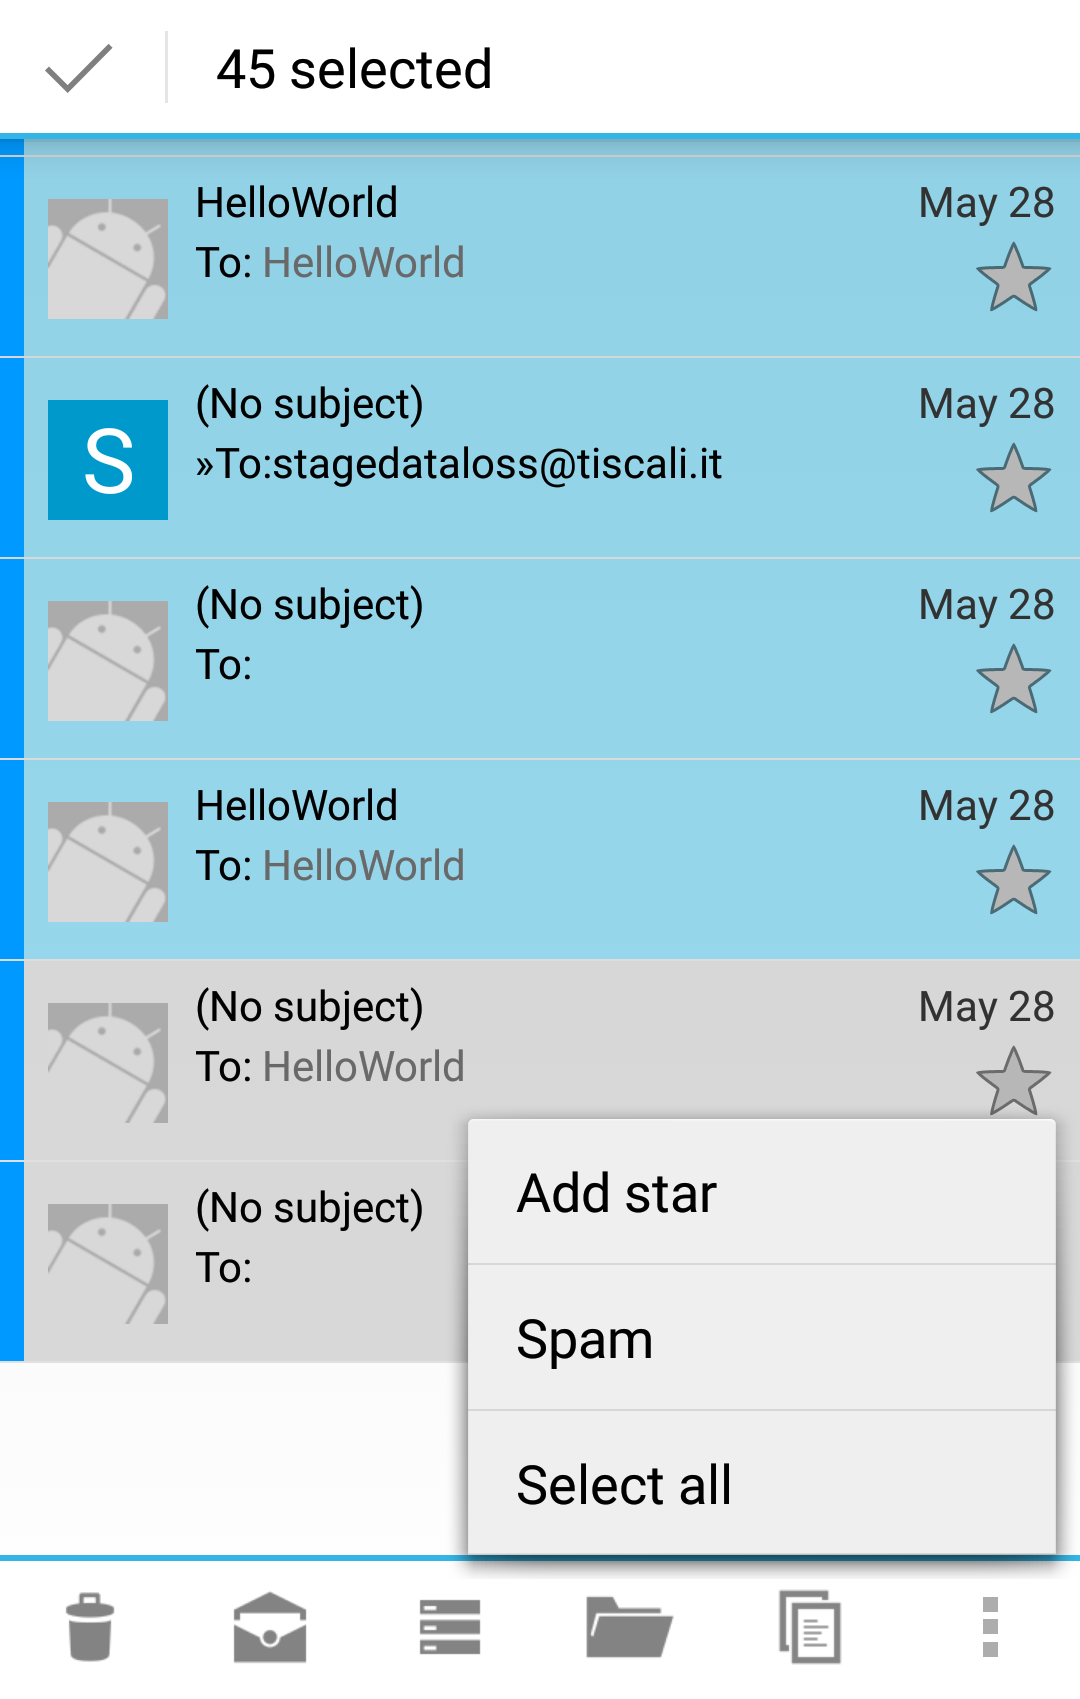 45 selected
HelloWorld
May 28
To: HelloWorld
(No subject)
May 28
S
»To:stagedataloss@tiscali.it
(No subject)
May 28
To:
HelloWorld
May 28
To: HelloWorld
(No subject)
May 28
To: HelloWorld
(No subject)
To:
Add star
Spam
Select all